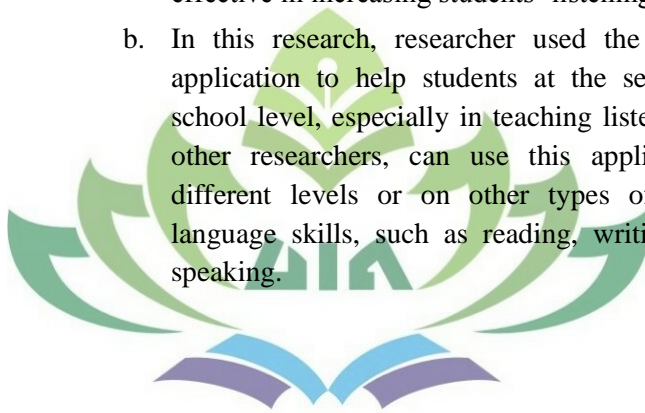 effective in increasing students' listening
b. In this research, researcher used the
application to help students at the se
school level, especially in teaching liste
other researchers, can use this appli
different levels or on other types of
language skills, such as reading, writi
speaking.
UIN